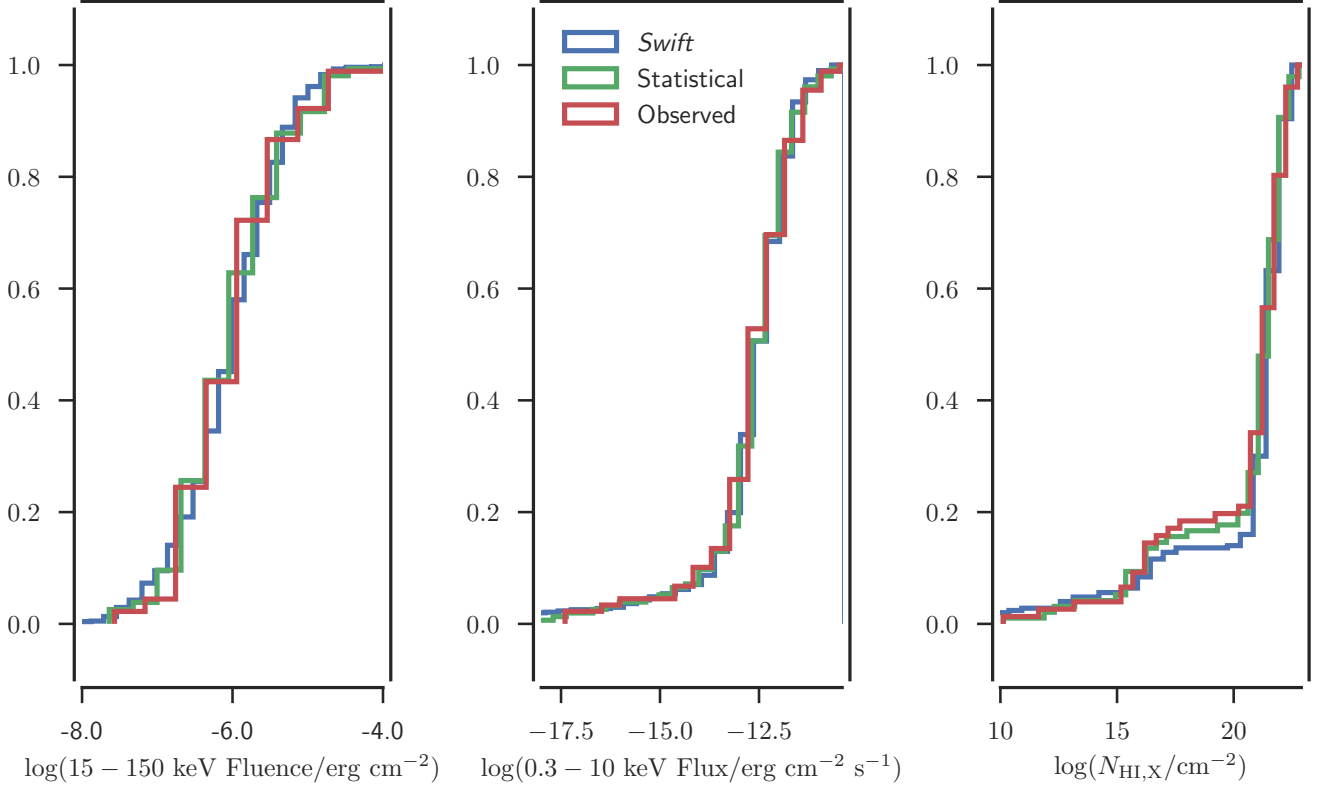 Swift
Statistical
Observed
1.0
0.8
0.6
0.4
0.2
0.0
-8.0 -6.0 -4.0
log(15 − 150 keV Fluence/erg cm⁻²)
1.0
0.8
0.6
0.4
0.2
0.0
−17.5 −15.0 −12.5
log(0.3 − 10 keV Flux/erg cm⁻² s⁻¹)
1.0
0.8
0.6
0.4
0.2
0.0
10 15 20
log(N_HI,X/cm⁻²)